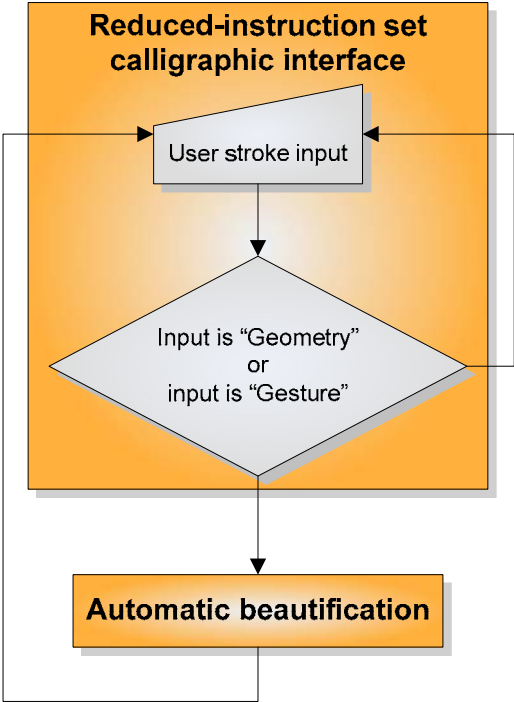 Reduced-instruction set
calligraphic interface
User stroke input
Input is “Geometry”
or
input is “Gesture”
Automatic beautification